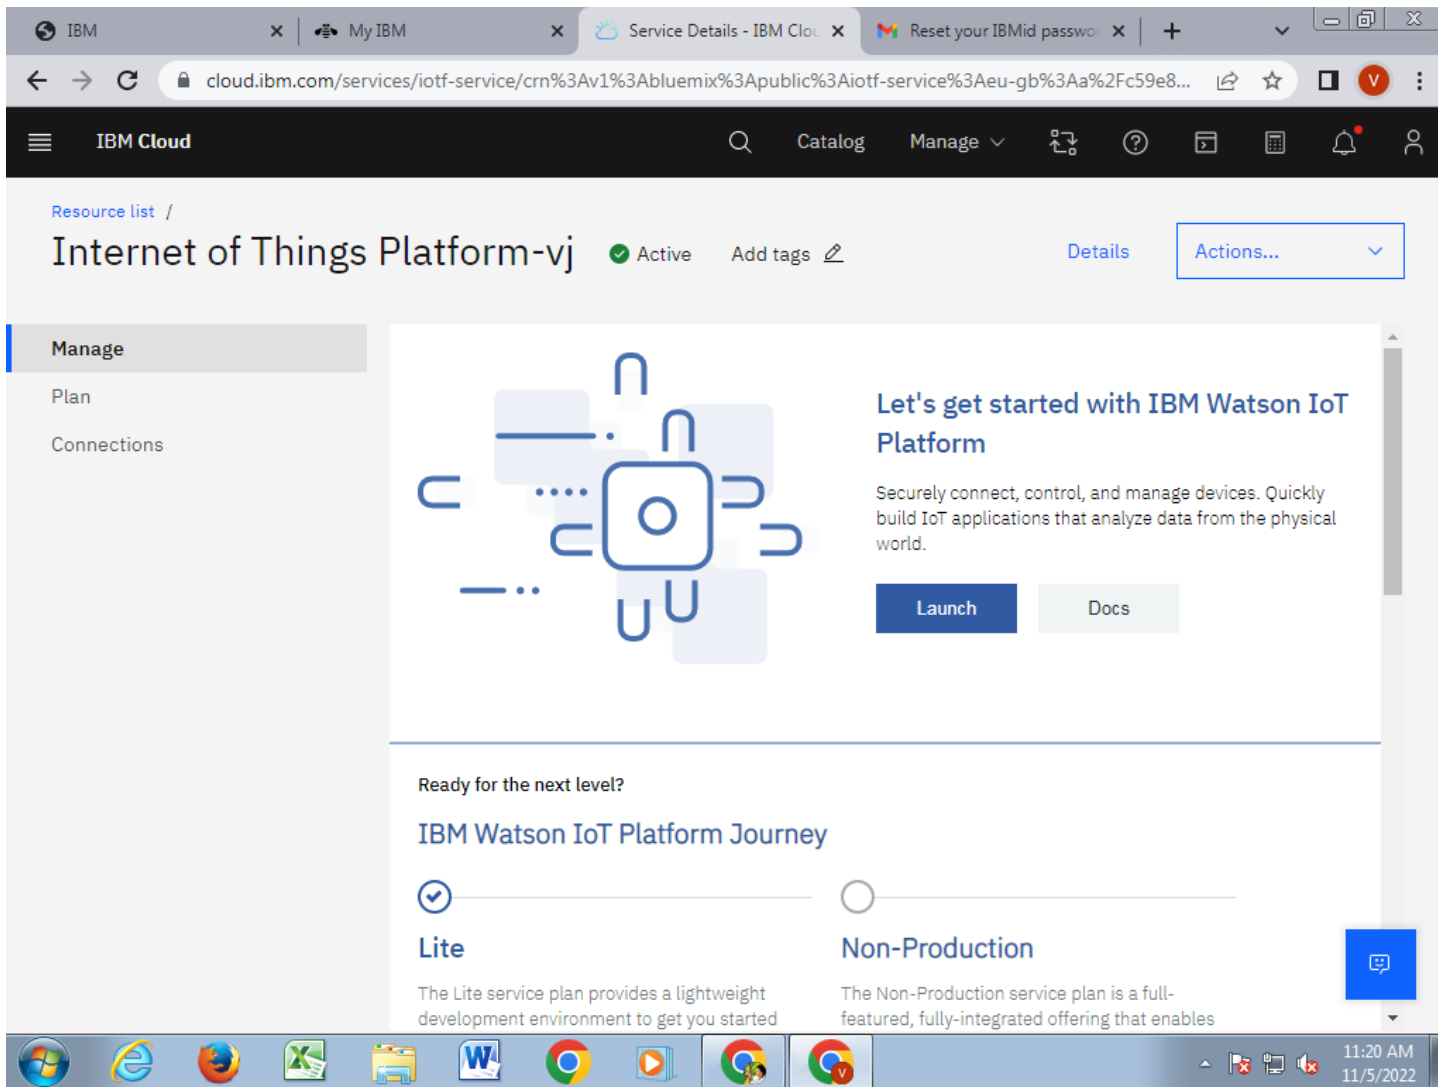 IBM
My IBM
Service Details - IBM Clou
Reset your IBMid passwor
cloud.ibm.com/services/iotf-service/crn%3Av1%3Abluemix%3Apublic%3Aiotf-service%3Aeu-gb%3Aa%2Fc59e8...
V
IBM Cloud
Catalog
Manage
Resource list /
Internet of Things Platform-vj
Active
Add tags
Details
Actions...
Manage
Plan
Connections
Let's get started with IBM Watson IoT
Platform
Securely connect, control, and manage devices. Quickly
build IoT applications that analyze data from the physical
world.
Launch
Docs
Ready for the next level?
IBM Watson IoT Platform Journey
Lite
The Lite service plan provides a lightweight
development environment to get you started
Non-Production
The Non-Production service plan is a full-
featured, fully-integrated offering that enables
11:20 AM
11/5/2022